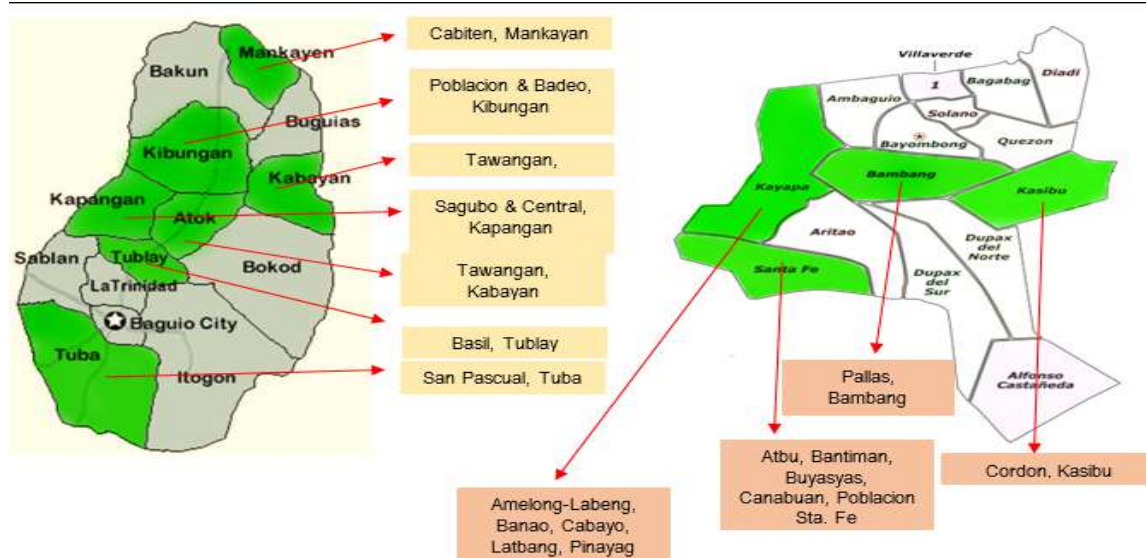 Mankayen
Bakun
Buguias
Kibungan
Kabayan
Kapangan
Atok
Sablan
Tublay
Bokod
LaTrinidad
Baguio City
Tuba
Itogon
Cabiten, Mankayan
Poblacion & Badeo,
Kibungan
Tawangan,
Sagubo & Central,
Kapangan
Tawangan,
Kabayan
Basil, Tublay
San Pascual, Tuba
Villaverde
1
Bagabag
Diadi
Ambaguio
Solano
Bayombong
Quezon
Kayapa
Bambang
Kasibu
Aritao
Santa Fe
Dupax
del
Norte
Dupax
del
Sur
Alfonso
Castañeda
Pallas,
Bambang
Atbu, Bantiman,
Buyasyas,
Canabuan, Poblacion
Sta. Fe
Cordon, Kasibu
Amelong-Labeng,
Banao, Cabayo,
Latbang, Pinayag